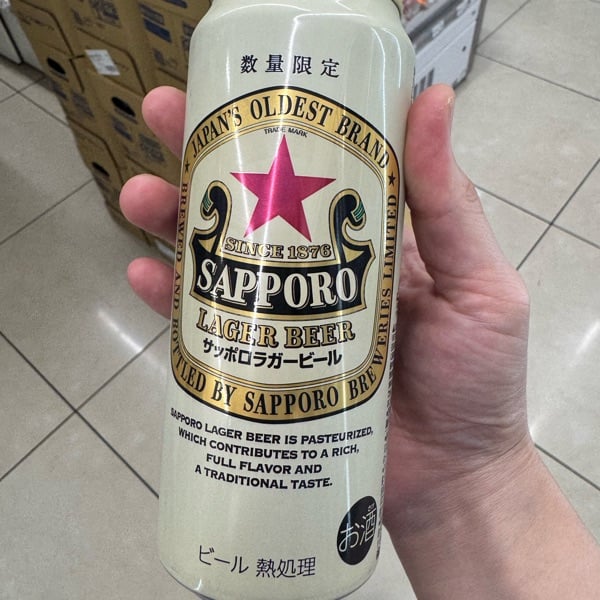 数量限定
JAPAN'S OLDEST BRAND
TRADE MARK
SINCE 1876
SAPPORO
LAGER BEER
サッポロラガービール
BREWED AND BOTTLED BY SAPPORO BREWERIES LIMITED
SAPPORO LAGER BEER IS PASTEURIZED,
WHICH CONTRIBUTES TO A RICH,
FULL FLAVOR AND
A TRADITIONAL TASTE.
お酒
ビール 熱処理